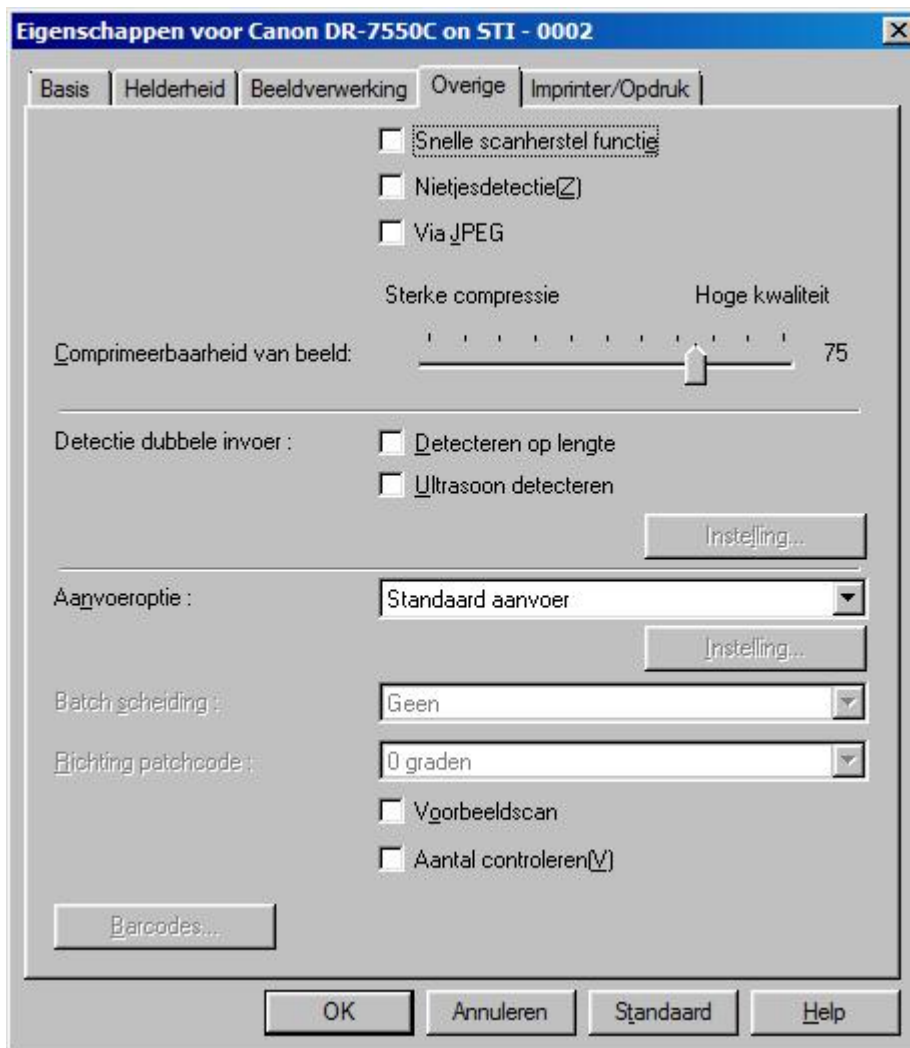 Eigenschappen voor Canon DR-7550C on STI - 0002
Basis Helderheid Beeldverwerking Overige Imprinter/Opdruk
Snelle scanherstel functie
Nietjesdetectie(Z)
Via JPEG
Sterke compressie Hoge kwaliteit
Comprimeerbaarheid van beeld: 75
Detectie dubbele invoer : Detecteren op lengte
Ultrasoon detecteren
Instelling...
Aanvoeroptie : Standaard aanvoer
Instelling...
Batch scheiding : Geen
Richting patchcode : 0 graden
Voorbeeldscan
Aantal controleren(V)
Barcodes...
OK Annuleren Standaard Help